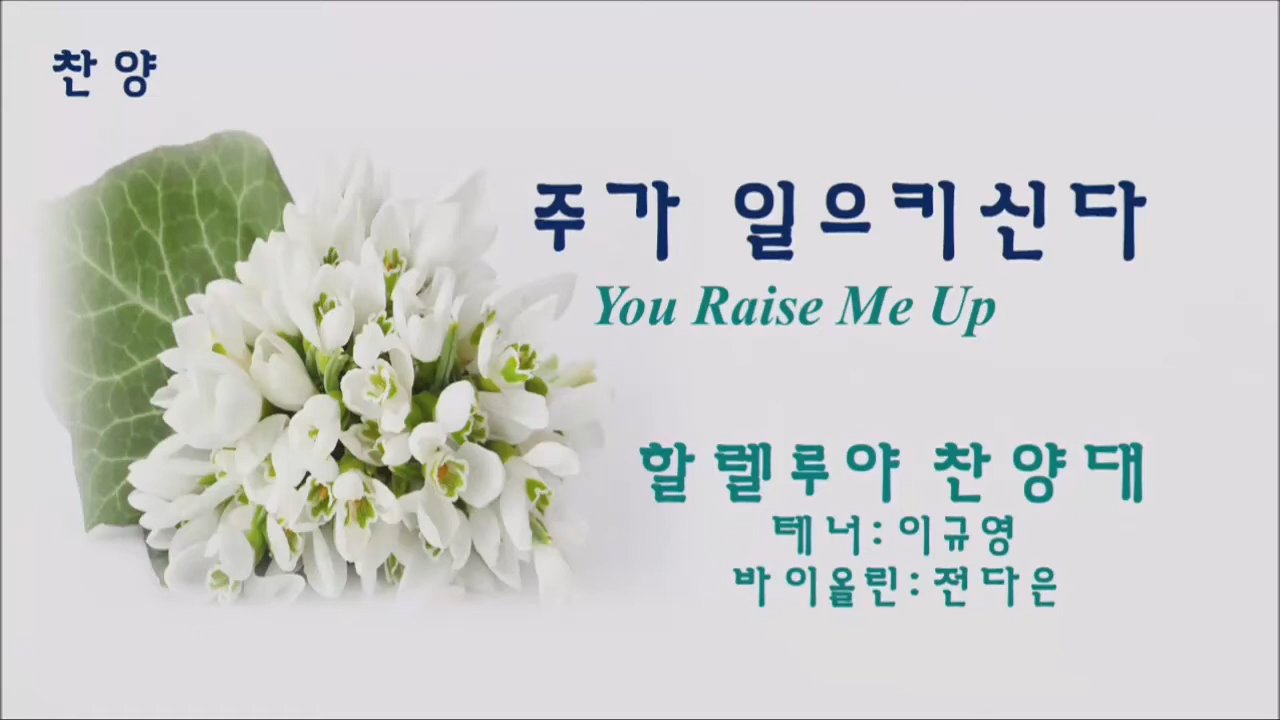 찬양
주가 일으키신다
You Raise Me Up
할렐루야 찬양대
테너: 이규영
바이올린: 전다은